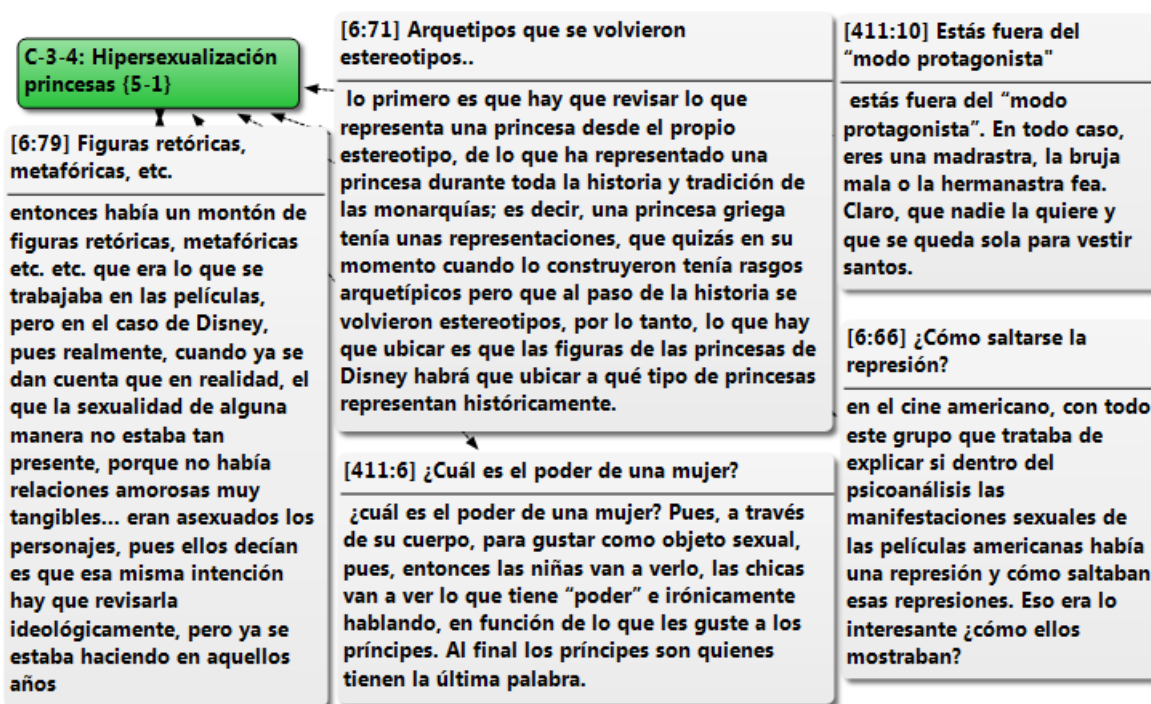 C-3-4: Hipersexualización
princesas {5-1}
[6:79] Figuras retóricas,
metafóricas, etc.
entonces había un montón de
figuras retóricas, metafóricas
etc. etc. que era lo que se
trabajaba en las películas,
pero en el caso de Disney,
pues realmente, cuando ya se
dan cuenta que en realidad, el
que la sexualidad de alguna
manera no estaba tan
presente, porque no había
relaciones amorosas muy
tangibles... eran asexuados los
personajes, pues ellos decían
es que esa misma intención
hay que revisarla
ideológicamente, pero ya se
estaba haciendo en aquellos
años
[6:71] Arquetipos que se volvieron
estereotipos..
lo primero es que hay que revisar lo que
representa una princesa desde el propio
estereotipo, de lo que ha representado una
princesa durante toda la historia y tradición de
las monarquías; es decir, una princesa griega
tenía unas representaciones, que quizás en su
momento cuando lo construyeron tenía rasgos
arquetípicos pero que al paso de la historia se
volvieron estereotipos, por lo tanto, lo que hay
que ubicar es que las figuras de las princesas de
Disney habrá que ubicar a qué tipo de princesas
representan históricamente.
[411:6] ¿Cuál es el poder de una mujer?
¿cuál es el poder de una mujer? Pues, a través
de su cuerpo, para gustar como objeto sexual,
pues, entonces las niñas van a verlo, las chicas
van a ver lo que tiene “poder” e irónicamente
hablando, en función de lo que les guste a los
príncipes. Al final los príncipes son quienes
tienen la última palabra.
[411:10] Estás fuera del
“modo protagonista"
estás fuera del “modo
protagonista”. En todo caso,
eres una madrastra, la bruja
mala o la hermanastra fea.
Claro, que nadie la quiere y
que se queda sola para vestir
santos.
[6:66] ¿Cómo saltarse la
represión?
en el cine americano, con todo
este grupo que trataba de
explicar si dentro del
psicoanálisis las
manifestaciones sexuales de
las películas americanas había
una represión y cómo saltaban
esas represiones. Eso era lo
interesante ¿cómo ellos
mostraban?